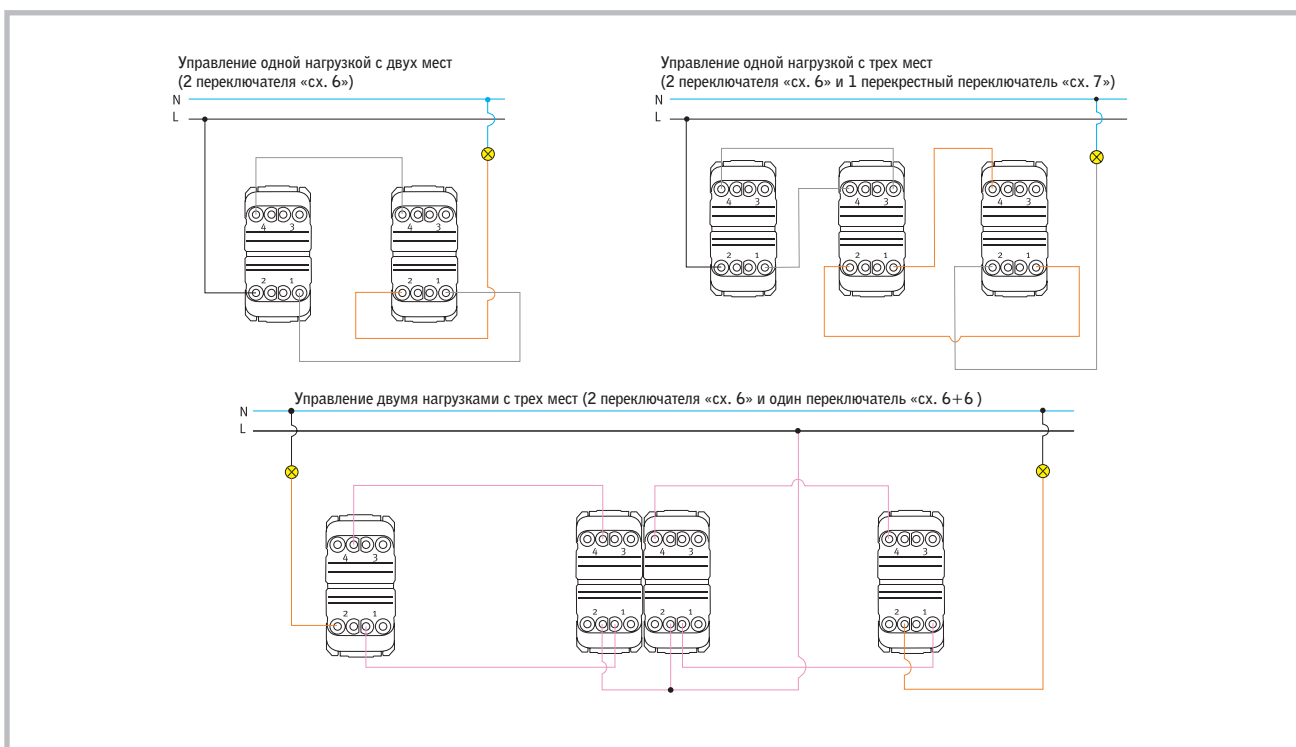 Управление одной нагрузкой с двух мест
(2 переключателя «сх. 6»)
N
L
4 3
4 3
2 1
2 1
Управление одной нагрузкой с трех мест
(2 переключателя «сх. 6» и 1 перекрестный переключатель «сх. 7»)
N
L
4 3
4 3
4 3
2 1
2 1
2 1
Управление двумя нагрузками с трех мест (2 переключателя «сх. 6» и один переключатель «сх. 6+6 )
N
L
4 3
4 3
4 3
4 3
2 1
2 1
2 1
2 1